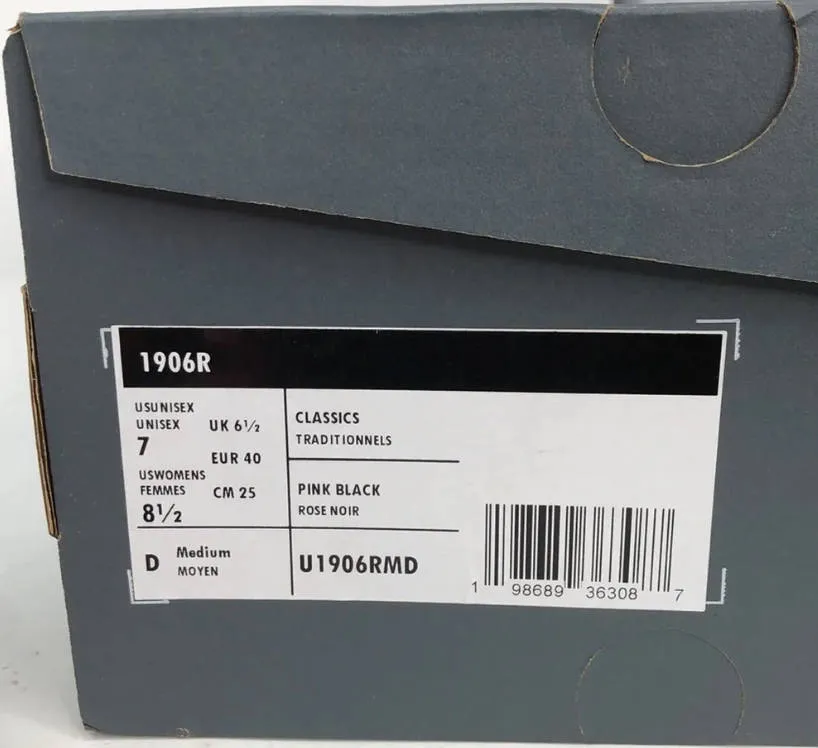 1906R
USUNISEX
UNISEX
7
UK 6½
EUR 40
USWOMENS
FEMMES
8½
CM 25
CLASSICS
TRADITIONNELS
PINK BLACK
ROSE NOIR
D Medium
MOYEN
U1906RMD
1 98689 36308 7